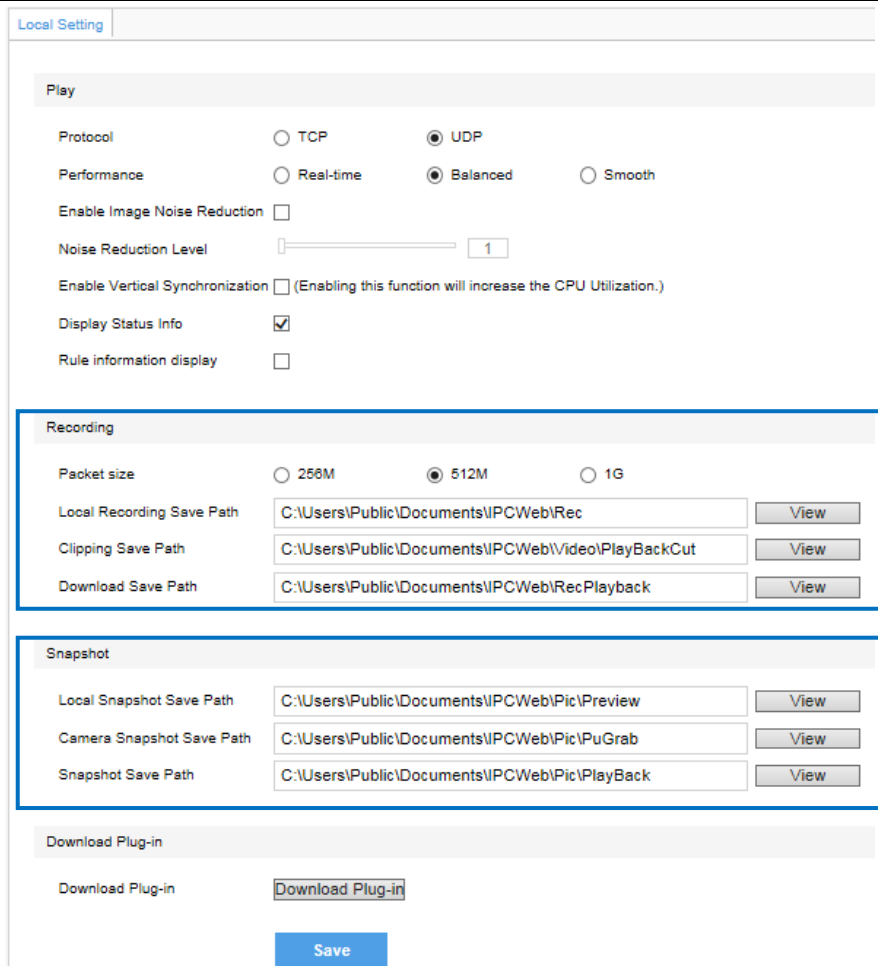 Local Setting
Play
Protocol TCP UDP
Performance Real-time Balanced Smooth
Enable Image Noise Reduction
Noise Reduction Level 1
Enable Vertical Synchronization (Enabling this function will increase the CPU Utilization.)
Display Status Info
Rule information display
Recording
Packet size 256M 512M 1G
Local Recording Save Path C:\Users\Public\Documents\IPCWeb\Rec View
Clipping Save Path C:\Users\Public\Documents\IPCWeb\Video\PlayBackCut View
Download Save Path C:\Users\Public\Documents\IPCWeb\RecPlayback View
Snapshot
Local Snapshot Save Path C:\Users\Public\Documents\IPCWeb\Pic\Preview View
Camera Snapshot Save Path C:\Users\Public\Documents\IPCWeb\Pic\PuGrab View
Snapshot Save Path C:\Users\Public\Documents\IPCWeb\Pic\PlayBack View
Download Plug-in
Download Plug-in Download Plug-in
Save